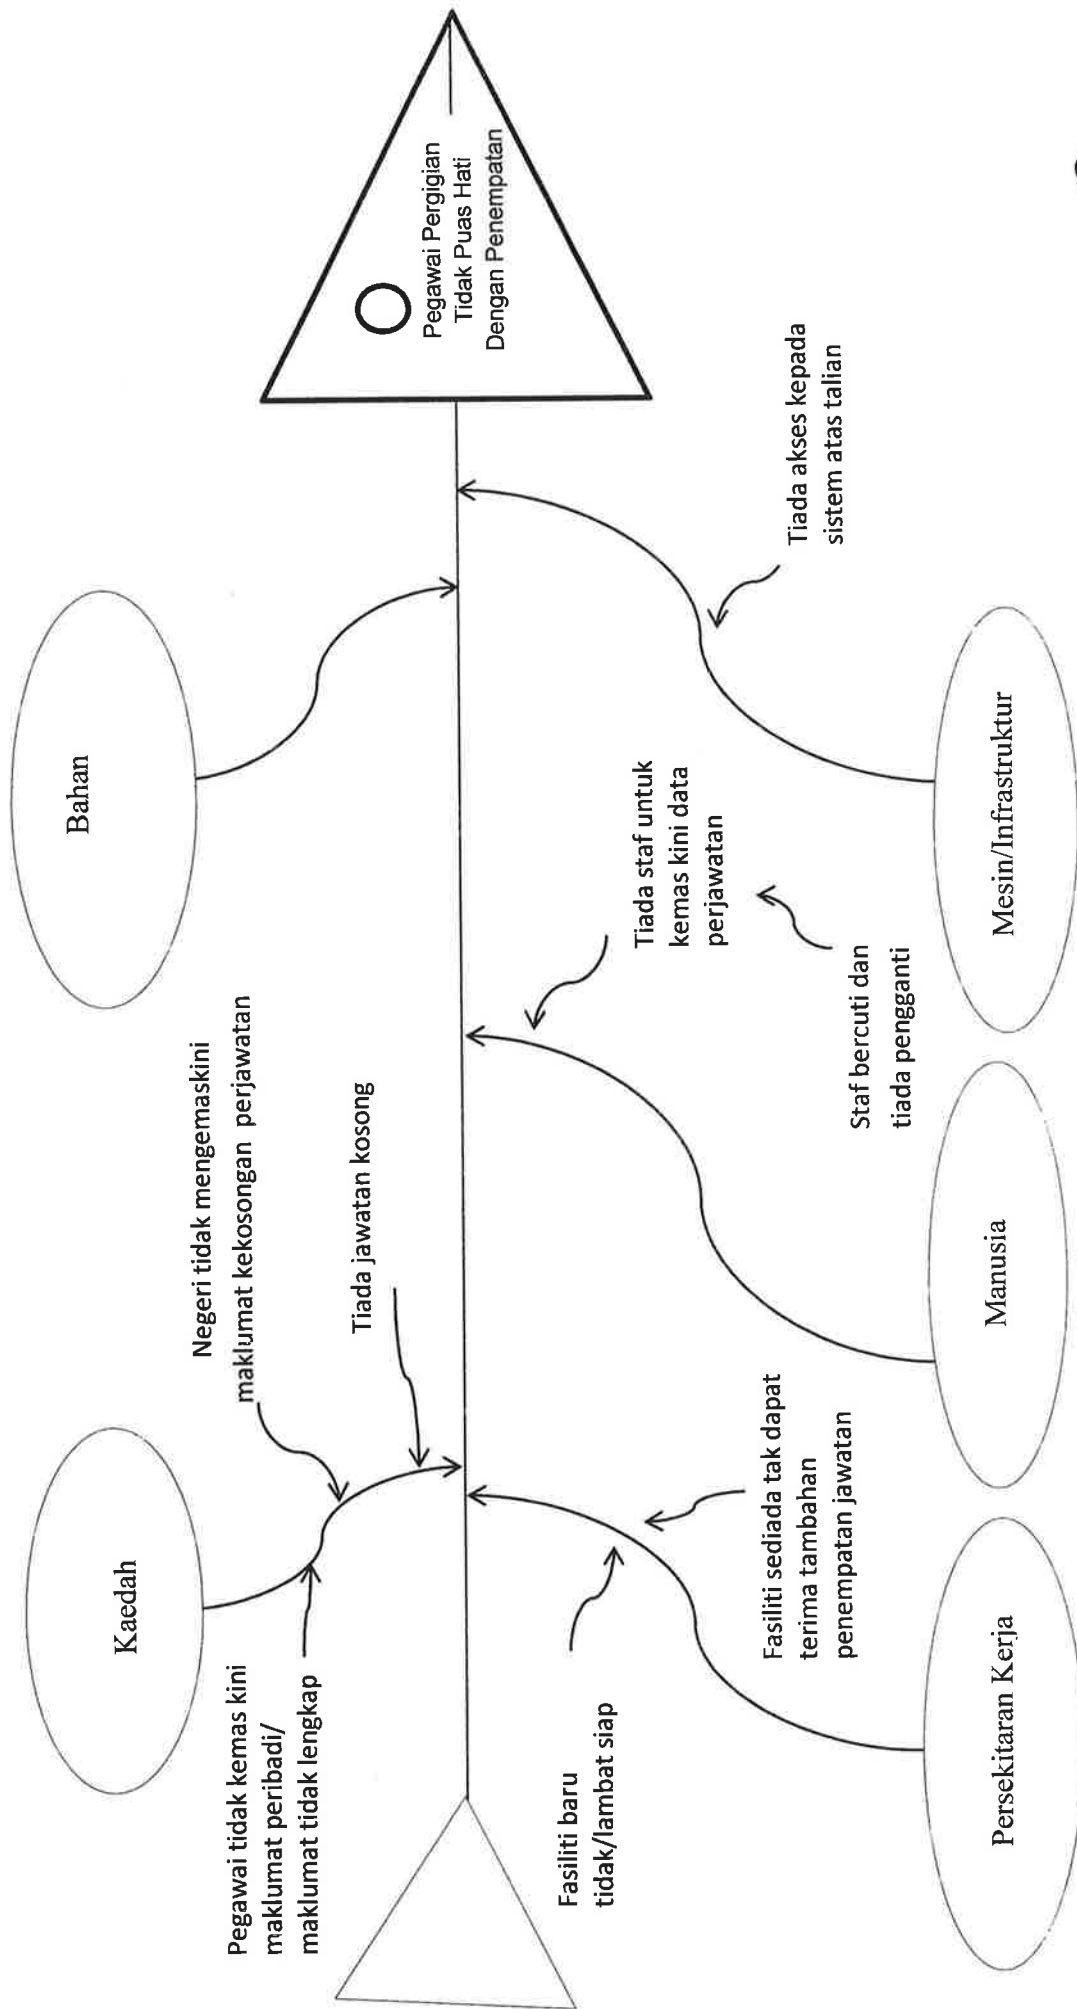 Kaedah
Bahan
Pegawai tidak kemas kini
maklumat peribadi/
maklumat tidak lengkap
Negeri tidak mengemaskini
maklumat kekosongan perjawatan
Tiada jawatan kosong
Pegawai Pergigian
Tidak Puas Hati
Dengan Penempatan
Fasiliti baru
tidak/lambat siap
Fasiliti sediada tak dapat
terima tambahan
penempatan jawatan
Tiada staf untuk
kemas kini data
perjawatan
Staf bercuti dan
tiada pengganti
Tiada akses kepada
sistem atas talian
Persekitaran Kerja
Manusia
Mesin/Infrastruktur